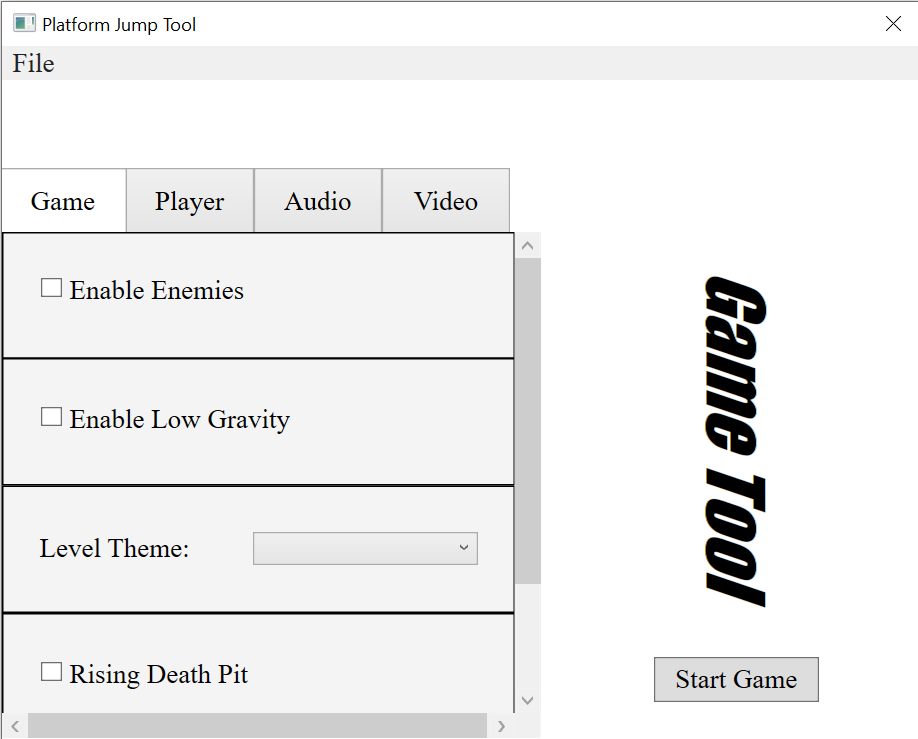 Platform Jump Tool
File
Game Player Audio Video
Enable Enemies
Enable Low Gravity
Level Theme:
Rising Death Pit
Game Tool
Start Game